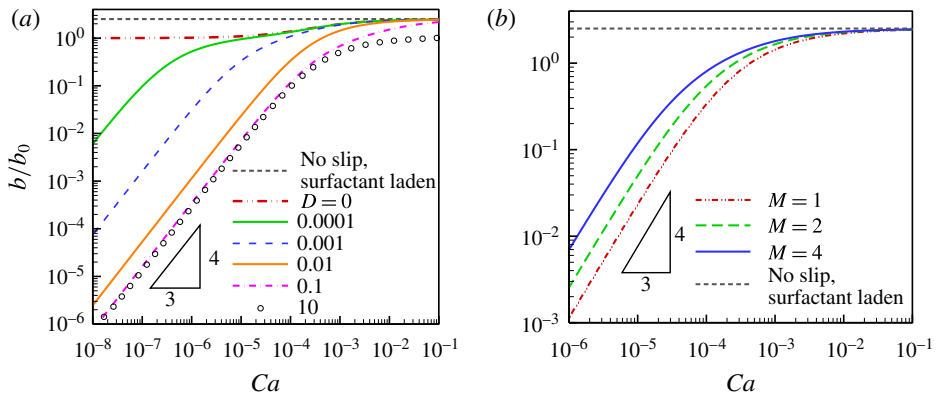 (a)
b/b0
10^0
10^−1
10^−2
10^−3
10^−4
10^−5
10^−6
No slip,
surfactant laden
D = 0
0.0001
0.001
0.01
0.1
10
4
3
10^−8
10^−7
10^−6
10^−5
10^−4
10^−3
10^−2
10^−1
Ca
(b)
10^0
10^−1
10^−2
10^−3
M = 1
M = 2
M = 4
No slip,
surfactant laden
4
3
10^−6
10^−5
10^−4
10^−3
10^−2
10^−1
Ca